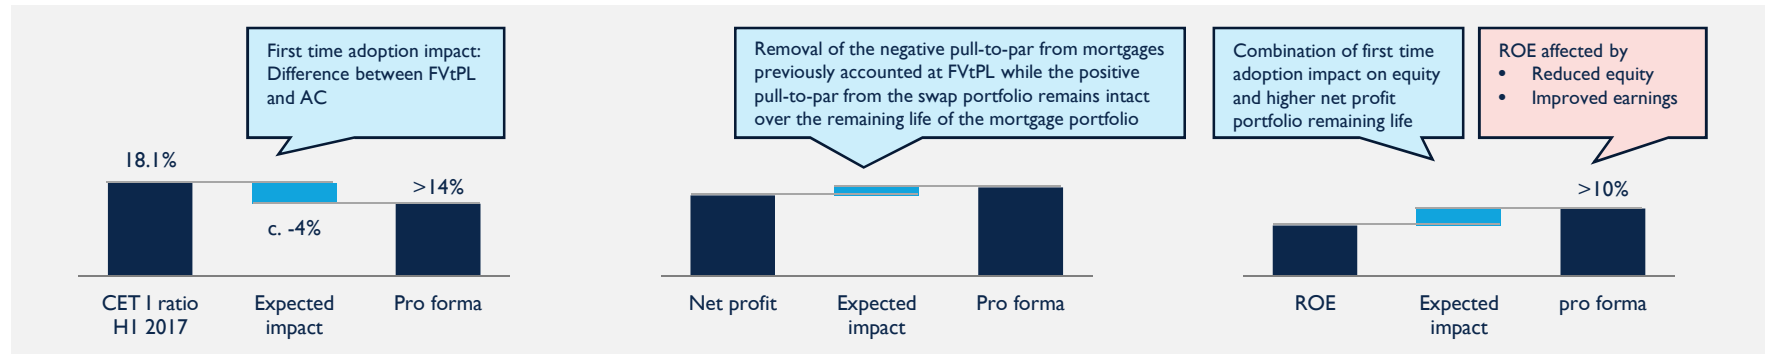 First time adoption impact:
Difference between FVtPL
and AC
18.1%
>14%
c. -4%
CET 1 ratio
H1 2017
Expected
impact
Pro forma
Removal of the negative pull-to-par from mortgages
previously accounted at FVtPL while the positive
pull-to-par from the swap portfolio remains intact
over the remaining life of the mortgage portfolio
Net profit
Expected
impact
Pro forma
Combination of first time
adoption impact on equity
and higher net profit
portfolio remaining life
ROE affected by
• Reduced equity
• Improved earnings
>10%
ROE
Expected
impact
pro forma